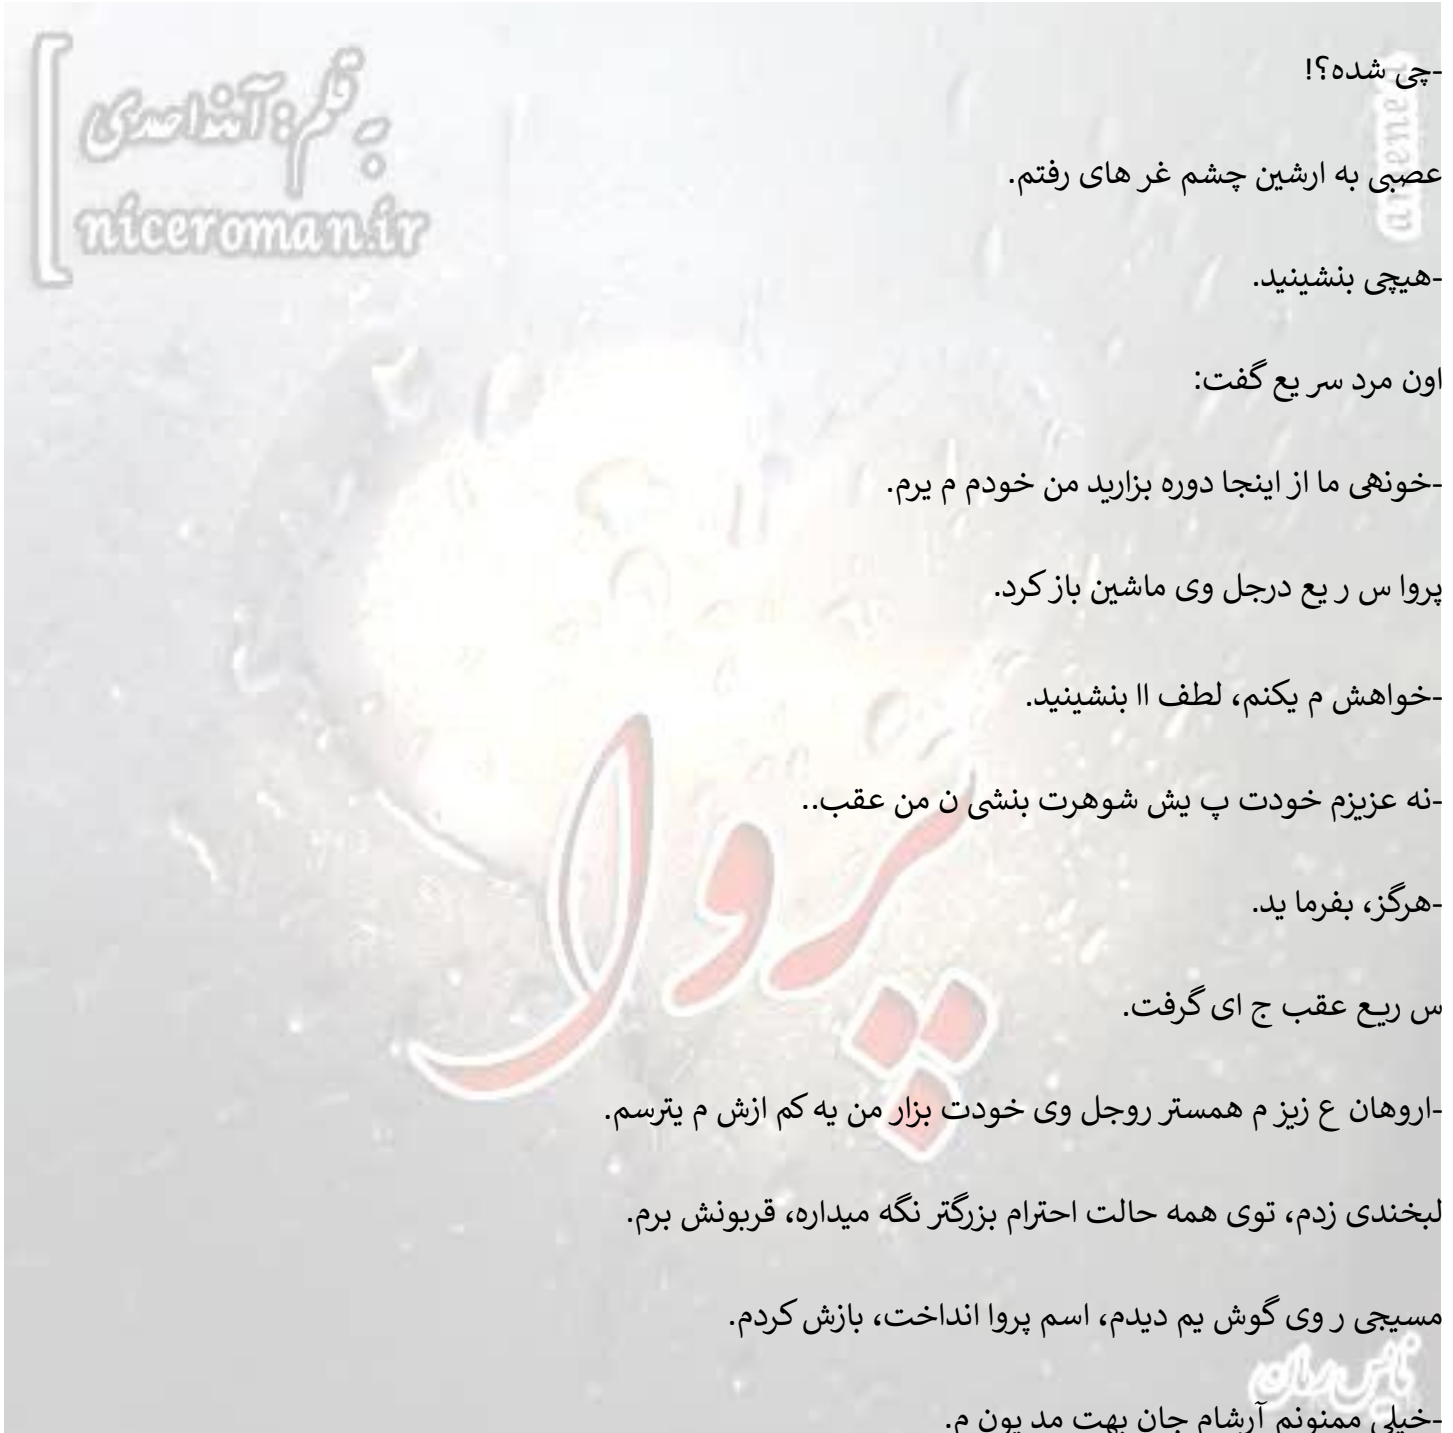 به قلم: آمنه احمدی
niceroman.ir
-چی شده؟!
عصبی به ارشین چشم غر های رفتم.
-هیچی بنشینید.
اون مرد سر یع گفت:
-خونهی ما از اینجا دوره بزارید من خودم م یرم.
پروا س ر یع درجل وی ماشین باز کرد.
-خواهش م یکنم، لطف اا بنشینید.
-نه عزیزم خودت پ یش شوهرت بنشی ن من عقب..
-هرگز، بفرما ید.
س ریع عقب ج ای گرفت.
-اروهان ع زیز م همستر روجل وی خودت بزار من یه کم ازش م یترسم.
لبخندی زدم، توی همه حالت احترام بزرگتر نگه میداره، قربونش برم.
مسیجی ر وی گوش یم دیدم، اسم پروا انداخت، بازش کردم.
-خیلی ممنونم آرشام جان بهت مد یون م.
پروا
نایس رمان